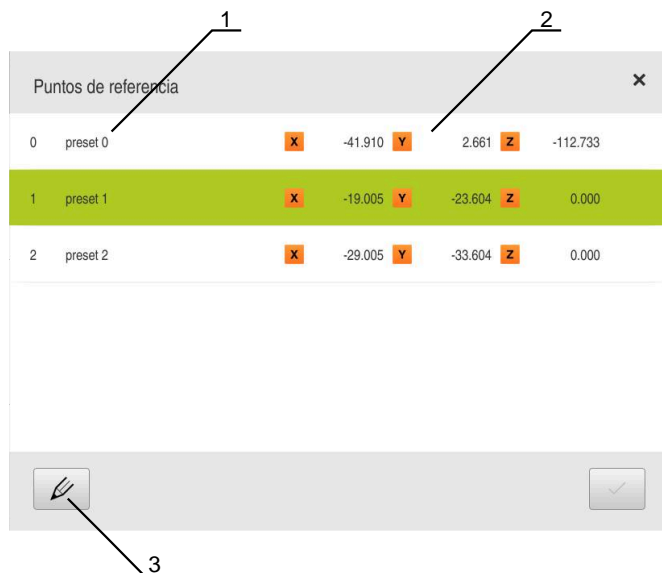 1 2
Puntos de referencia
0 preset 0 X -41.910 Y 2.661 Z -112.733
1 preset 1 X -19.005 Y -23.604 Z 0.000
2 preset 2 X -29.005 Y -33.604 Z 0.000
3